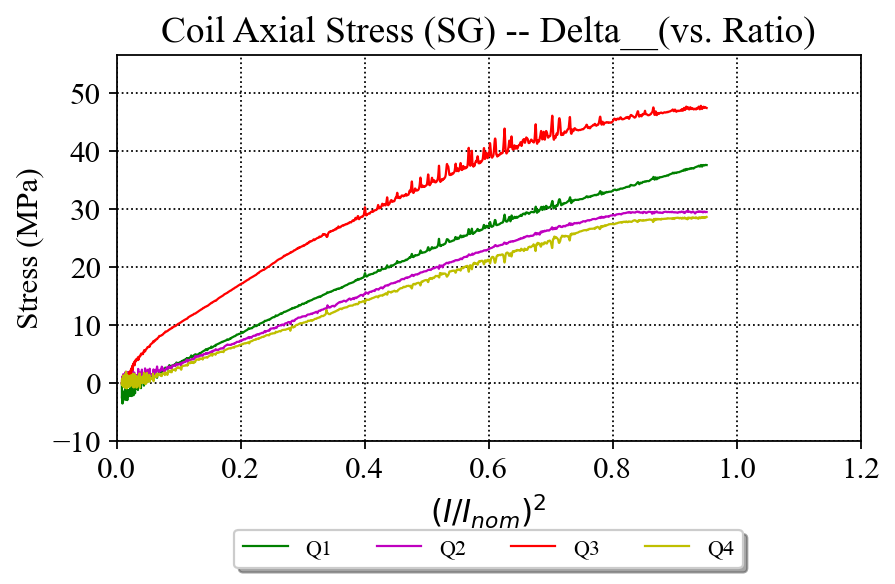 Coil Axial Stress (SG) -- Delta__(vs. Ratio)
Stress (MPa)
50
40
30
20
10
0
−10
0.0 0.2 0.4 0.6 0.8 1.0 1.2
(I/I_nom)^2
Q1 Q2 Q3 Q4